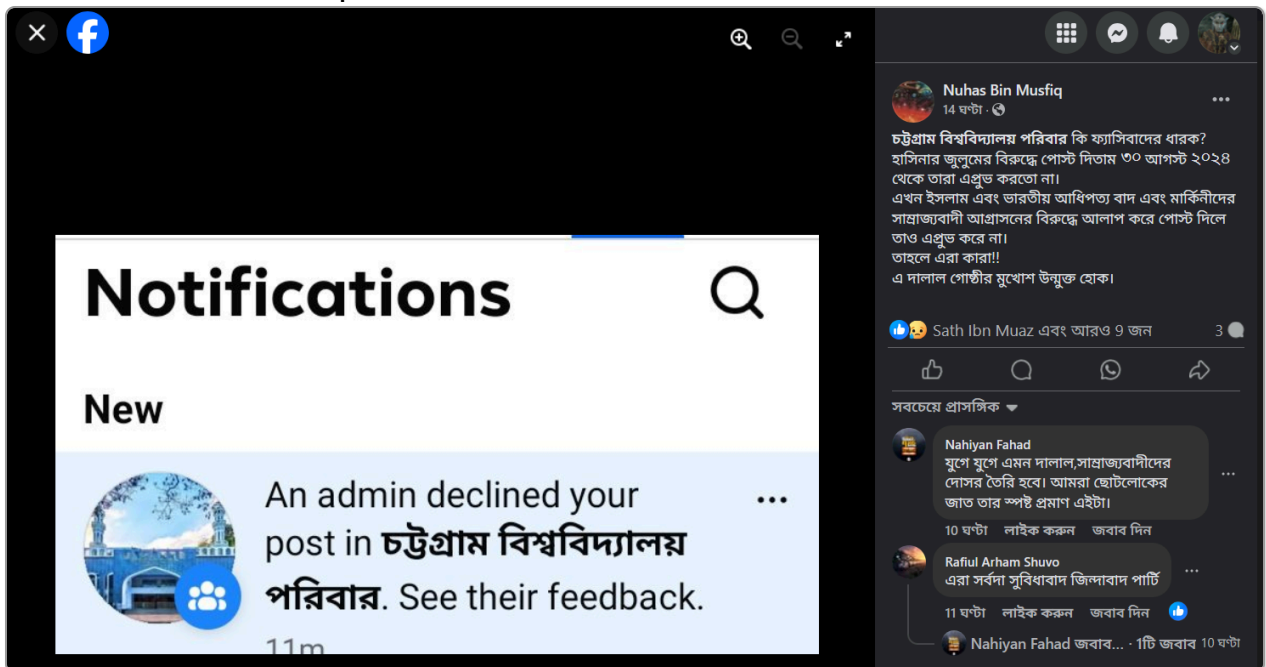 Notifications
New
An admin declined your
post in চট্টগ্রাম বিশ্ববিদ্যালয়
পরিবার. See their feedback.
11m
Nuhas Bin Musfiq
14 ঘণ্টা ·
চট্টগ্রাম বিশ্ববিদ্যালয় পরিবার কি ফ্যাসিবাদের ধারক?
হাসিনার জুলুমের বিরুদ্ধে পোস্ট দিতাম ৩০ আগস্ট ২০২৪
থেকে তারা এপ্রুভ করতো না।
এখন ইসলাম এবং ভারতীয় আধিপত্য বাদ এবং মার্কিনীদের
সাম্রাজ্যবাদী আগ্রাসনের বিরুদ্ধে আলাপ করে পোস্ট দিলে
তাও এপ্রুভ করে না।
তাহলে এরা কারা!!
এ দালাল গোষ্ঠীর মুখোশ উন্মুক্ত হোক।
Sath Ibn Muaz এবং আরও 9 জন 3
সবচেয়ে প্রাসঙ্গিক
Nahiyan Fahad
যুগে যুগে এমন দালাল,সাম্রাজ্যবাদীদের
দোসর তৈরি হবে। আমরা ছোটলোকের
জাত তার স্পষ্ট প্রমাণ এইটা।
10 ঘণ্টা লাইক করুন জবাব দিন
Rafiul Arham Shuvo
এরা সর্বদা সুবিধাবাদ জিন্দাবাদ পার্টি
11 ঘণ্টা লাইক করুন জবাব দিন
Nahiyan Fahad জবাব... · 1টি জবাব 10 ঘণ্টা